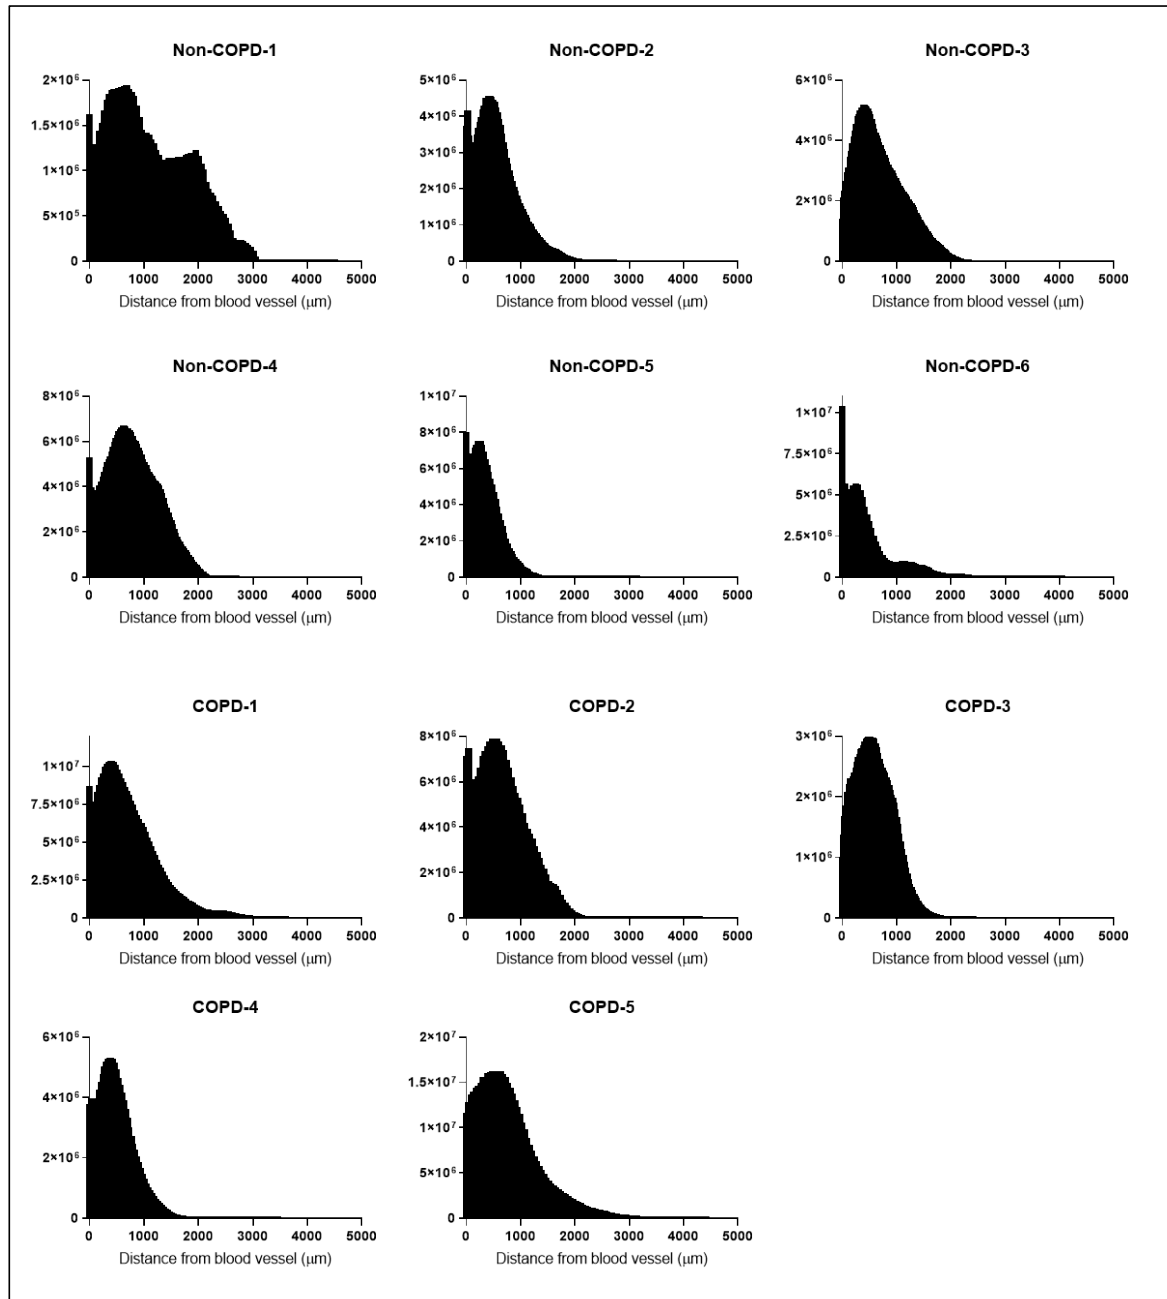 Non-COPD-1 Non-COPD-2 Non-COPD-3
2×10⁶ 5×10⁶ 6×10⁶
1.5×10⁶ 4×10⁶ 4×10⁶
1×10⁶ 3×10⁶ 2×10⁶
5×10⁵ 4×10⁶ 0
0 1×10⁶
0
0 1000 2000 3000 4000 5000 0 1000 2000 3000 4000 5000 0 1000 2000 3000 4000 5000
Distance from blood vessel (μm) Distance from blood vessel (μm) Distance from blood vessel (μm)
Non-COPD-4 Non-COPD-5 Non-COPD-6
8×10⁶ 1×10⁷ 1×10⁷
6×10⁶ 8×10⁶ 7.5×10⁶
4×10⁶ 6×10⁶ 5×10⁶
2×10⁶ 4×10⁶ 2.5×10⁶
0 2×10⁶ 0
0
0 1000 2000 3000 4000 5000 0 1000 2000 3000 4000 5000 0 1000 2000 3000 4000 5000
Distance from blood vessel (μm) Distance from blood vessel (μm) Distance from blood vessel (μm)
COPD-1 COPD-2 COPD-3
1×10⁷ 8×10⁶ 3×10⁶
7.5×10⁶ 6×10⁶ 2×10⁶
5×10⁶ 4×10⁶ 1×10⁶
2.5×10⁶ 2×10⁶ 0
0 0
0 1000 2000 3000 4000 5000 0 1000 2000 3000 4000 5000 0 1000 2000 3000 4000 5000
Distance from blood vessel (μm) Distance from blood vessel (μm) Distance from blood vessel (μm)
COPD-4 COPD-5
6×10⁶ 2×10⁷
4×10⁶ 1.5×10⁷
2×10⁶ 1×10⁷
0 5×10⁶
0
0 1000 2000 3000 4000 5000 0 1000 2000 3000 4000 5000
Distance from blood vessel (μm) Distance from blood vessel (μm)